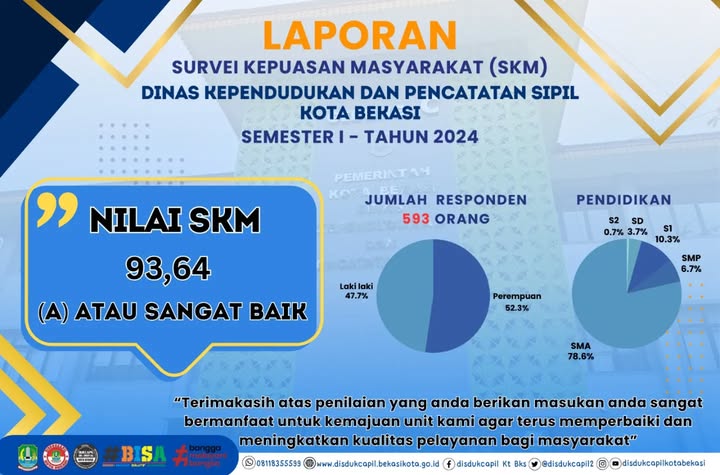 LAPORAN
SURVEI KEPUASAN MASYARAKAT (SKM)
DINAS KEPENDUDUKAN DAN PENCATATAN SIPIL
KOTA BEKASI
SEMESTER I - TAHUN 2024
PEMERINTAH
KOTA BE
NILAI SKM
93,64
(A) ATAU SANGAT BAIK
JUMLAH RESPONDEN
593 ORANG
Laki laki
47.7%
Perempuan
52.3%
PENDIDIKAN
S2
0.7%
SD
3.7%
S1
10.3%
SMP
6.7%
SMA
78.6%
“Terimakasih atas penilaian yang anda berikan masukan anda sangat
bermanfaat untuk kemajuan unit kami agar terus memperbaiki dan
meningkatkan kualitas pelayanan bagi masyarakat”
#BISA
bangga
melayani
bangsa
08118355599 www.disdukcapil.bekasikota.go.id disdukcapil Kt Bks @disdukcapil2 @disdukcapilkotabekasi